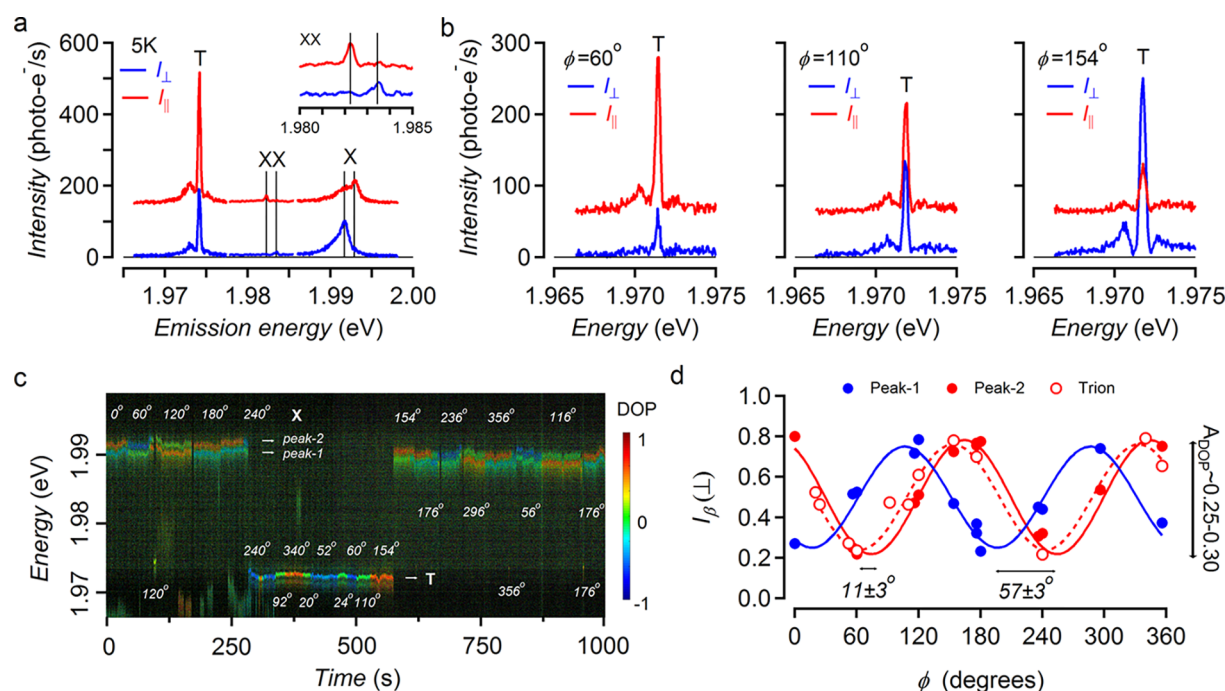 a
5K
I⊥
I||
T
XX
X
XX
1.980
1.985
Intensity (photo-e⁻/s)
600
400
200
0
1.97
1.98
1.99
2.00
Emission energy (eV)
b
ϕ=60°
I⊥
I||
T
ϕ=110°
I⊥
I||
T
ϕ=154°
I⊥
I||
T
Intensity (photo-e⁻/s)
300
200
100
0
1.965
1.970
1.975
1.965
1.970
1.975
1.965
1.970
1.975
Energy (eV)
Energy (eV)
Energy (eV)
c
0° 60° 120° 180° 240° X
peak-2
peak-1
154° 236° 356° 116°
176° 296° 56° 176°
240° 340° 52° 60° 154°
T
92° 20° 24° 110°
120°
356° 176°
Energy (eV)
1.99
1.98
1.97
0
250
500
750
1000
Time (s)
DOP
1
0
-1
d
Peak-1
Peak-2
Trion
Iβ(⊥)
1.0
0.8
0.6
0.4
0.2
0.0
11±3°
57±3°
A_DOP~0.25-0.30
0
60
120
180
240
300
360
ϕ (degrees)